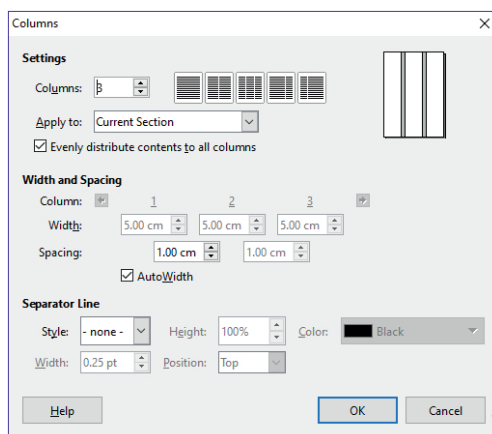 Columns
Settings
Columns: 3
Apply to: Current Section
Evenly distribute contents to all columns
Width and Spacing
Column: 1 2 3
Width: 5.00 cm 5.00 cm 5.00 cm
Spacing: 1.00 cm 1.00 cm
AutoWidth
Separator Line
Style: - none - Height: 100% Color: Black
Width: 0.25 pt Position: Top
Help OK Cancel